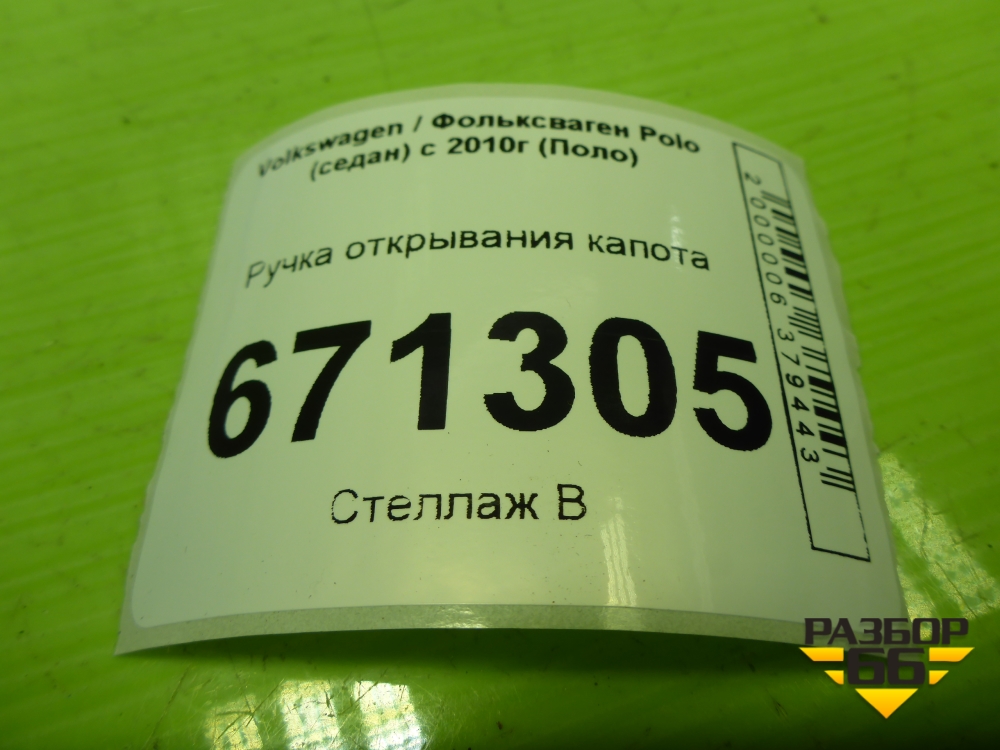 Volkswagen / Фольксваген Polo
(седан) с 2010г (Поло)
Ручка открывания капота
671305
Стеллаж В
2000006379443
РАЗБОР
66